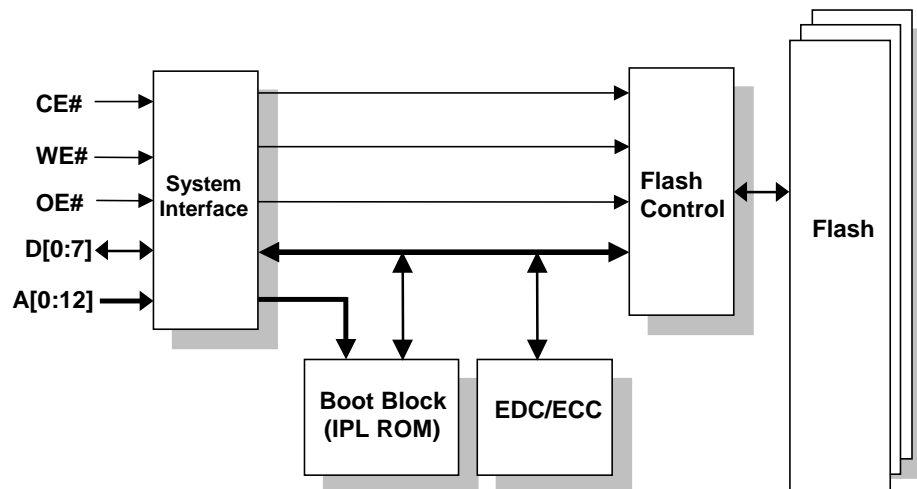 CE#
WE#
OE#
D[0:7]
A[0:12]
System
Interface
Flash
Control
Flash
Boot Block
(IPL ROM)
EDC/ECC